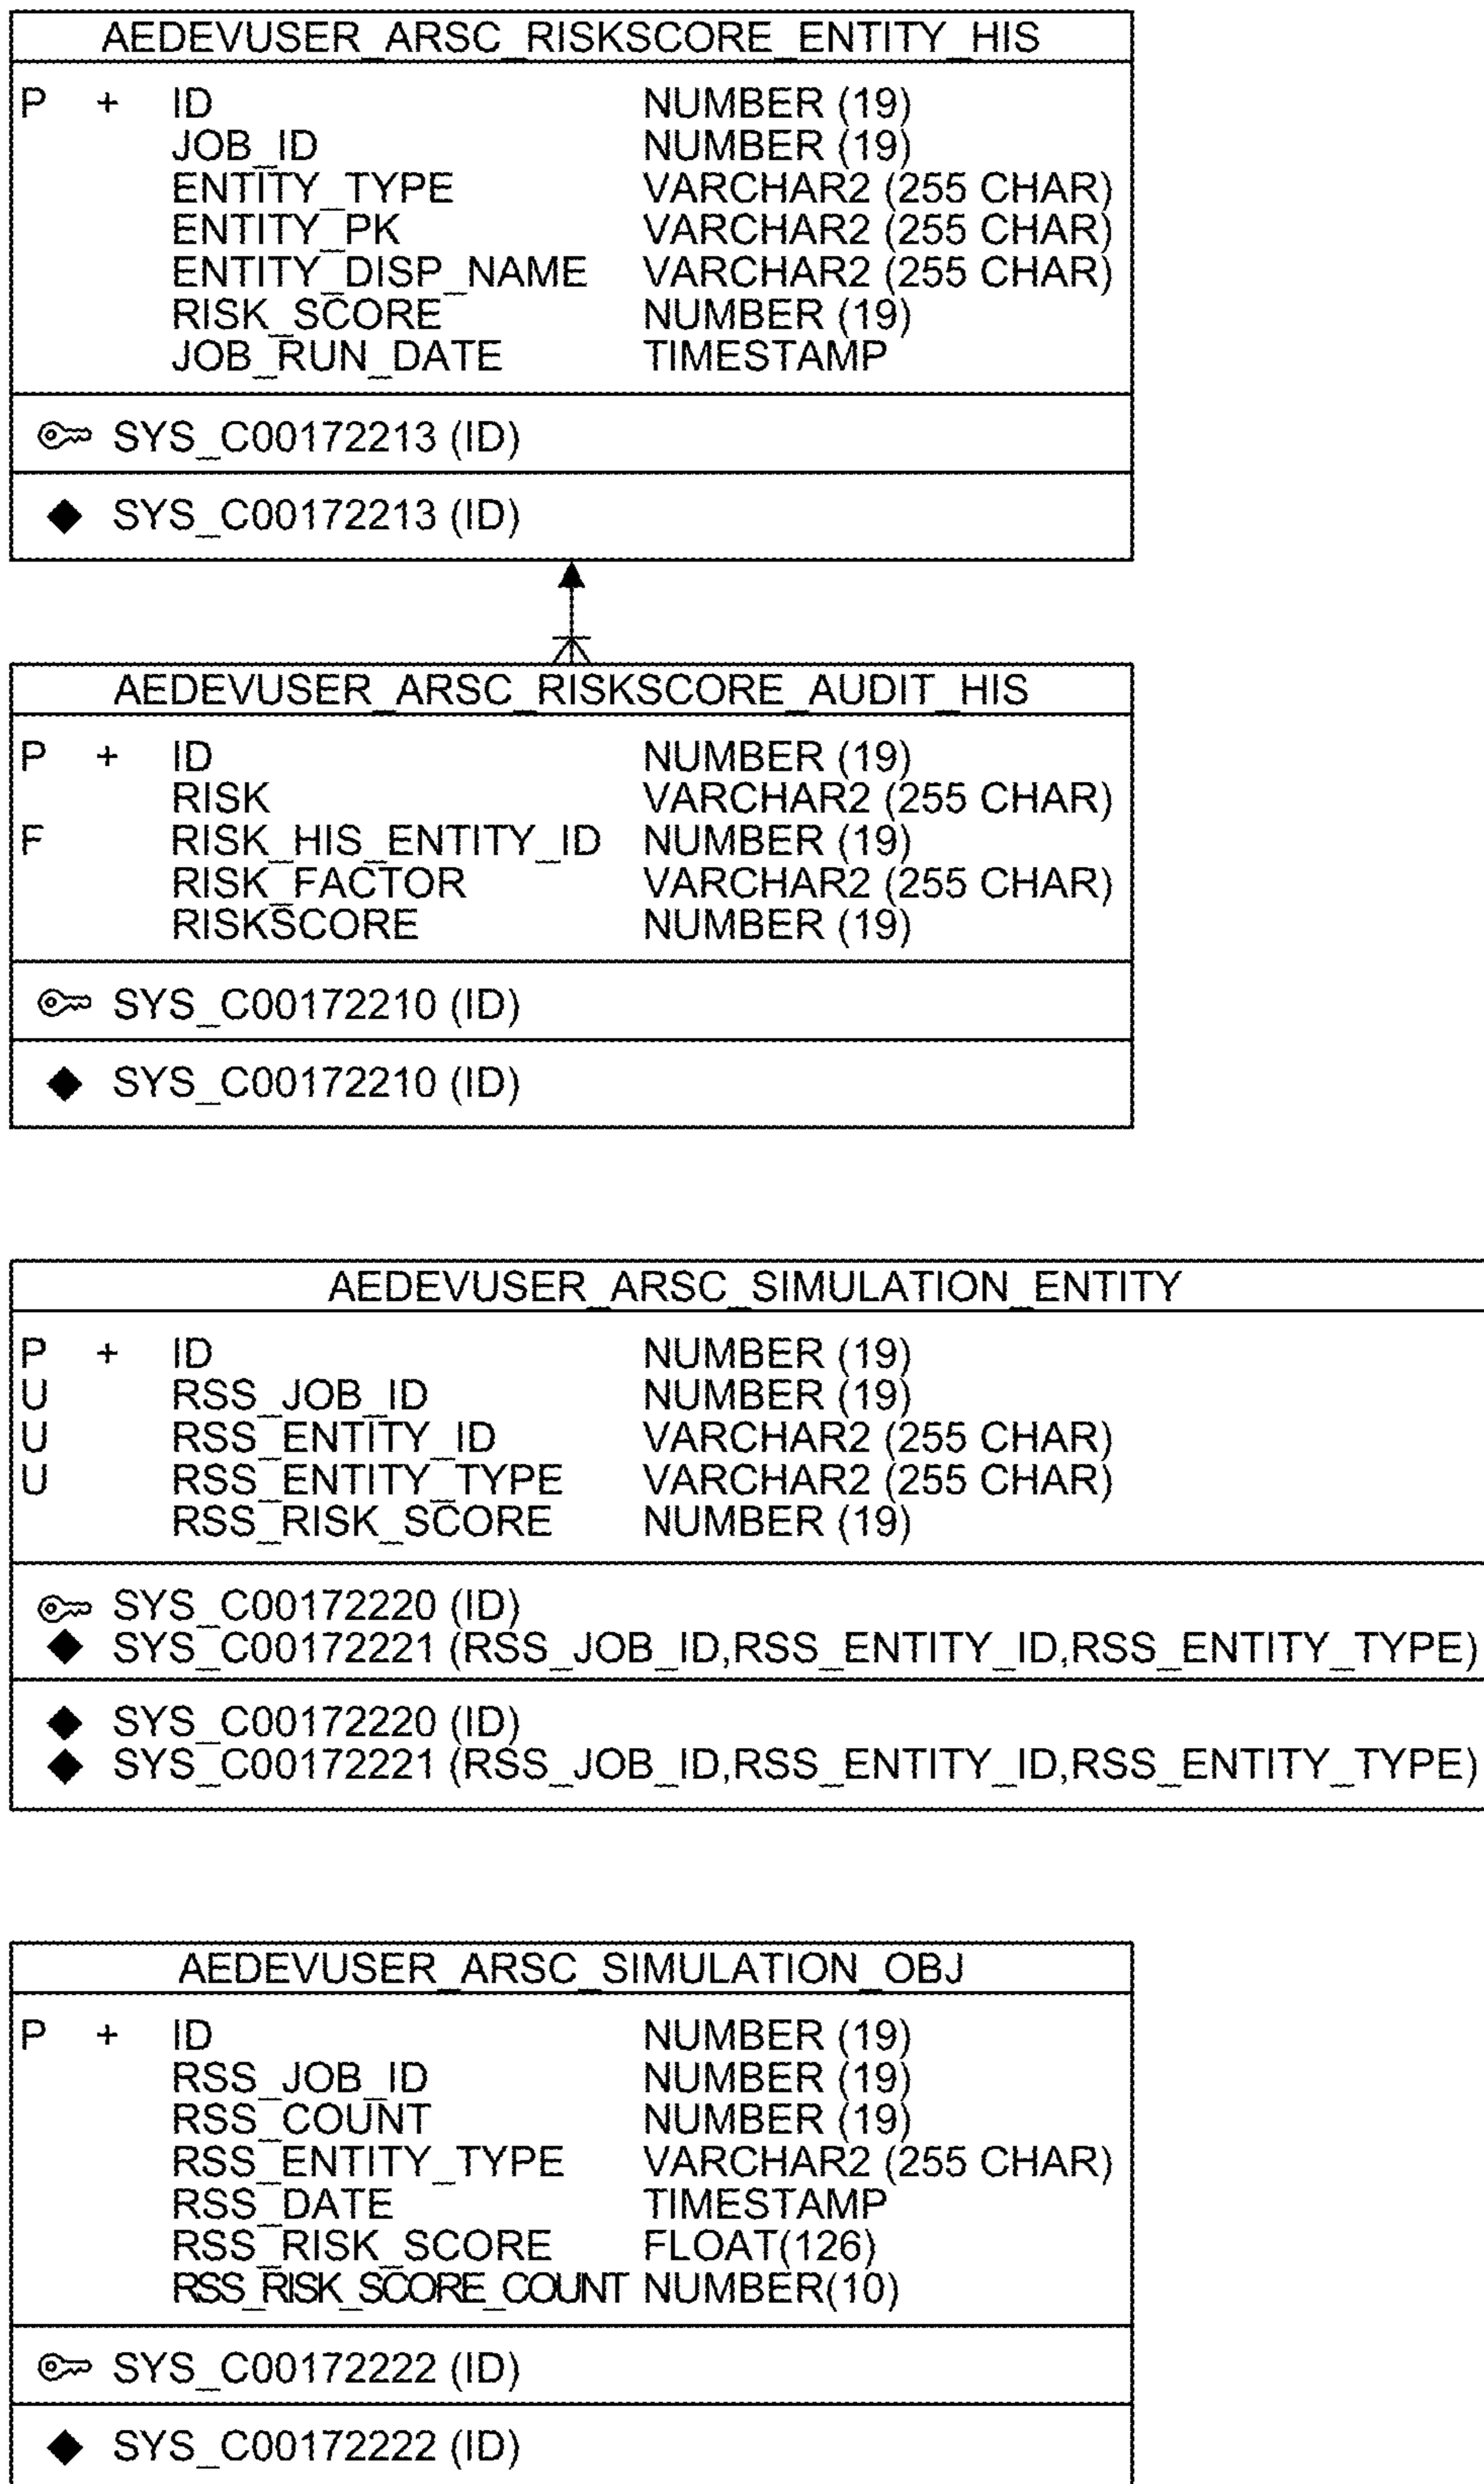 AEDEVUSER_ARSC_RISKSCORE_ENTITY_HIS
P + ID NUMBER (19)
JOB_ID NUMBER (19)
ENTITY_TYPE VARCHAR2 (255 CHAR)
ENTITY_PK VARCHAR2 (255 CHAR)
ENTITY_DISP_NAME VARCHAR2 (255 CHAR)
RISK_SCORE NUMBER (19)
JOB_RUN_DATE TIMESTAMP
SYS_C00172213 (ID)
SYS_C00172213 (ID)
AEDEVUSER_ARSC_RISKSCORE_AUDIT_HIS
P + ID NUMBER (19)
RISK VARCHAR2 (255 CHAR)
F RISK_HIS_ENTITY_ID NUMBER (19)
RISK_FACTOR VARCHAR2 (255 CHAR)
RISKSCORE NUMBER (19)
SYS_C00172210 (ID)
SYS_C00172210 (ID)
AEDEVUSER_ARSC_SIMULATION_ENTITY
P + ID NUMBER (19)
U RSS_JOB_ID NUMBER (19)
U RSS_ENTITY_ID VARCHAR2 (255 CHAR)
U RSS_ENTITY_TYPE VARCHAR2 (255 CHAR)
RSS_RISK_SCORE NUMBER (19)
SYS_C00172220 (ID)
SYS_C00172221 (RSS_JOB_ID,RSS_ENTITY_ID,RSS_ENTITY_TYPE)
SYS_C00172220 (ID)
SYS_C00172221 (RSS_JOB_ID,RSS_ENTITY_ID,RSS_ENTITY_TYPE)
AEDEVUSER_ARSC_SIMULATION_OBJ
P + ID NUMBER (19)
RSS_JOB_ID NUMBER (19)
RSS_COUNT NUMBER (19)
RSS_ENTITY_TYPE VARCHAR2 (255 CHAR)
RSS_DATE TIMESTAMP
RSS_RISK_SCORE FLOAT(126)
RSS_RISK_SCORE_COUNT NUMBER(10)
SYS_C00172222 (ID)
SYS_C00172222 (ID)